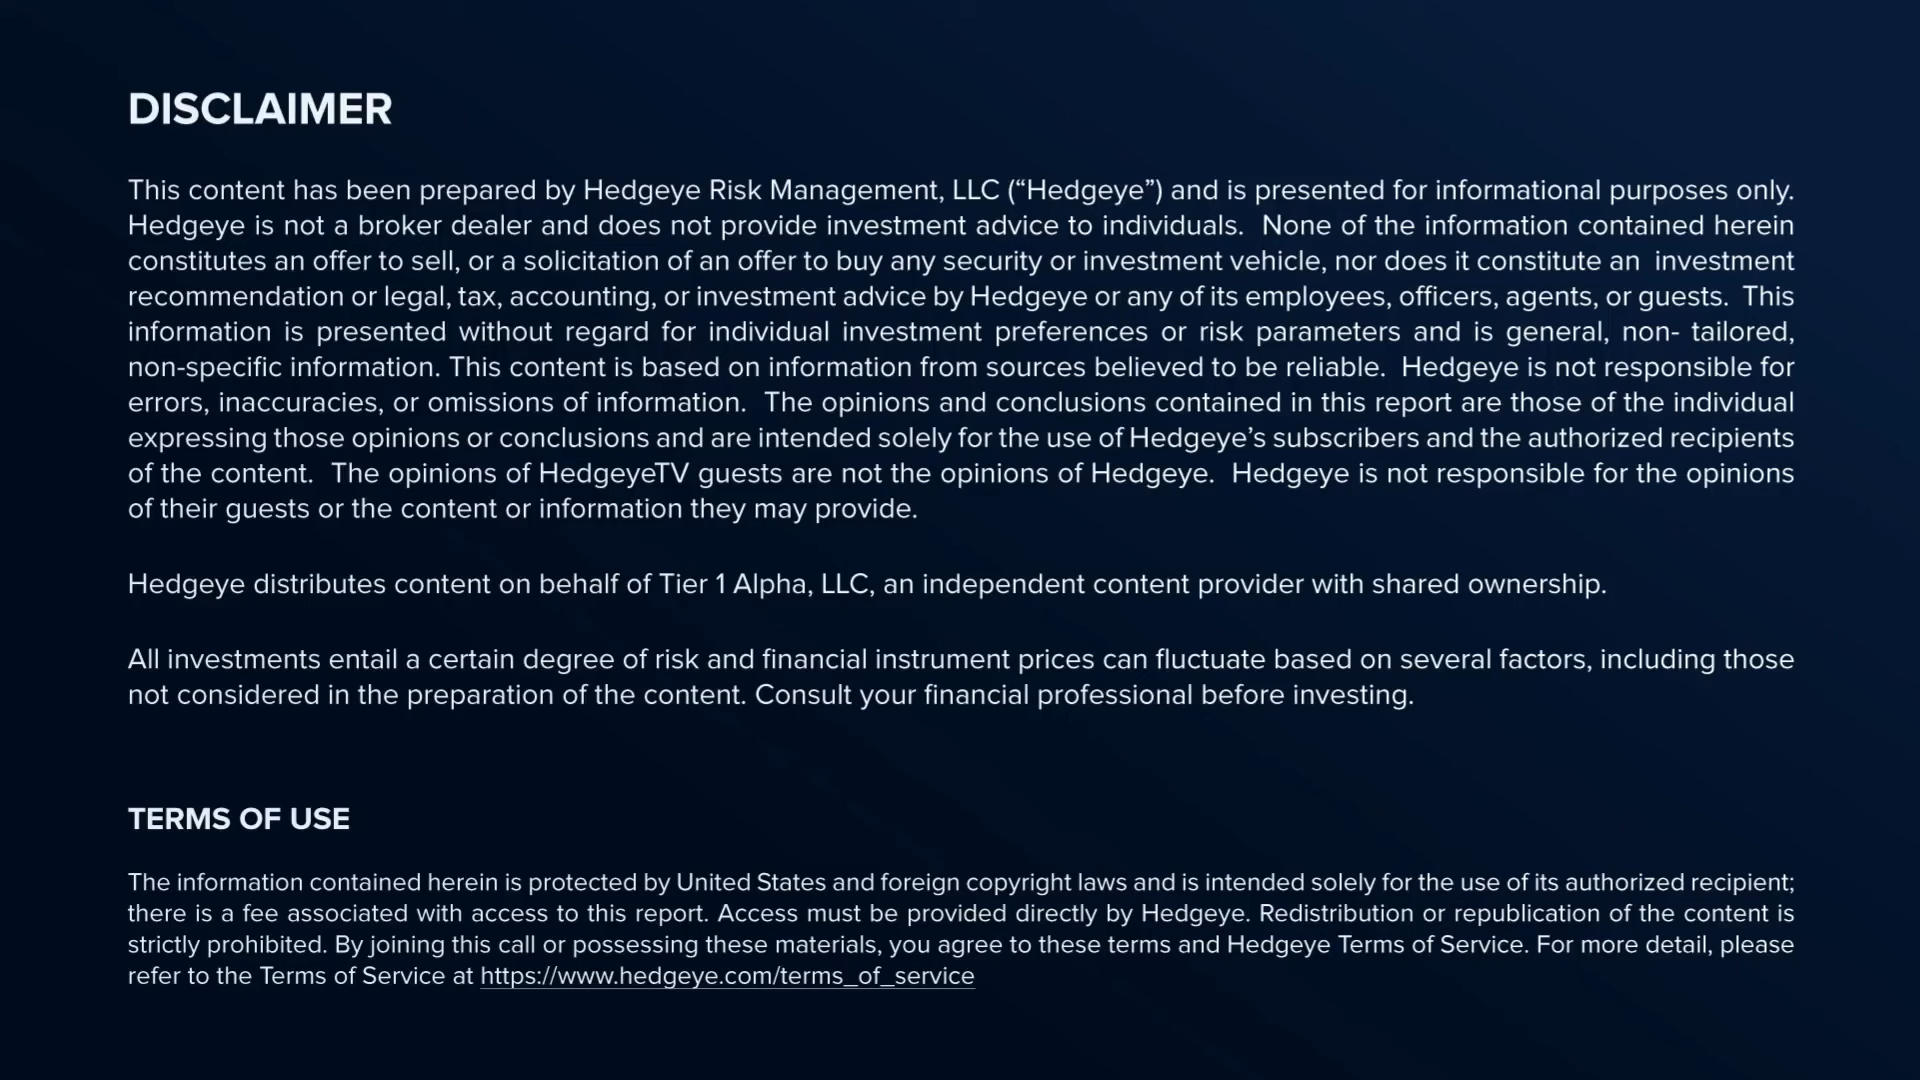 DISCLAIMER
This content has been prepared by Hedgeye Risk Management, LLC (“Hedgeye”) and is presented for informational purposes only.
Hedgeye is not a broker dealer and does not provide investment advice to individuals.  None of the information contained herein
constitutes an offer to sell, or a solicitation of an offer to buy any security or investment vehicle, nor does it constitute an  investment
recommendation or legal, tax, accounting, or investment advice by Hedgeye or any of its employees, officers, agents, or guests.  This
information is presented without regard for individual investment preferences or risk parameters and is general, non- tailored,
non-specific information. This content is based on information from sources believed to be reliable.  Hedgeye is not responsible for
errors, inaccuracies, or omissions of information.  The opinions and conclusions contained in this report are those of the individual
expressing those opinions or conclusions and are intended solely for the use of Hedgeye’s subscribers and the authorized recipients
of the content.  The opinions of HedgeyeTV guests are not the opinions of Hedgeye.  Hedgeye is not responsible for the opinions
of their guests or the content or information they may provide.
Hedgeye distributes content on behalf of Tier 1 Alpha, LLC, an independent content provider with shared ownership.
All investments entail a certain degree of risk and financial instrument prices can fluctuate based on several factors, including those
not considered in the preparation of the content. Consult your financial professional before investing.
TERMS OF USE
The information contained herein is protected by United States and foreign copyright laws and is intended solely for the use of its authorized recipient;
there is a fee associated with access to this report. Access must be provided directly by Hedgeye. Redistribution or republication of the content is
strictly prohibited. By joining this call or possessing these materials, you agree to these terms and Hedgeye Terms of Service. For more detail, please
refer to the Terms of Service at https://www.hedgeye.com/terms_of_service